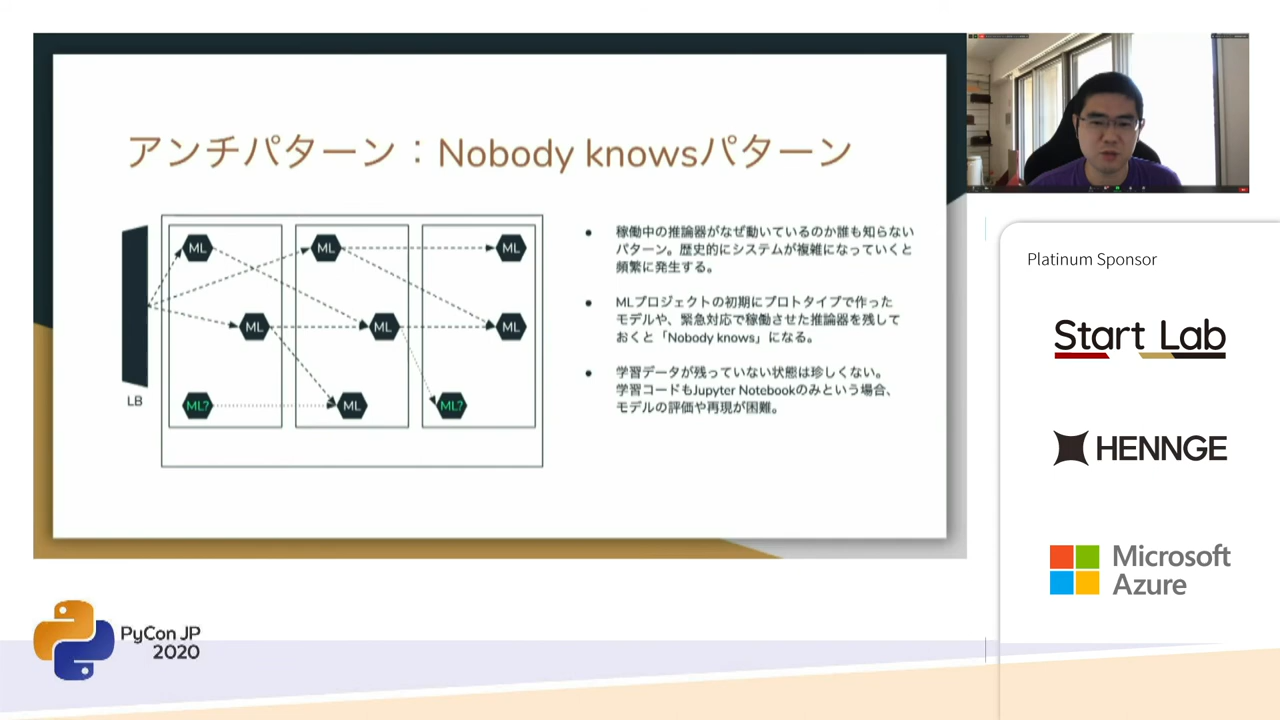 アンチパターン：Nobody knowsパターン
ML
ML
ML
ML
ML
ML
ML?
ML
ML?
LB
● 稼働中の推論器がなぜ動いているのか誰も知らない
パターン。歴史的にシステムが複雑になっていくと
頻繁に発生する。
● MLプロジェクトの初期にプロトタイプで作った
モデルや、緊急対応で稼働させた推論器を残して
おくと「Nobody knows」になる。
● 学習データが残っていない状態は珍しくない。
学習コードもJupyter Notebookのみという場合、
モデルの評価や再現が困難。
Platinum Sponsor
Start Lab
HENNGE
Microsoft
Azure
PyCon JP
2020